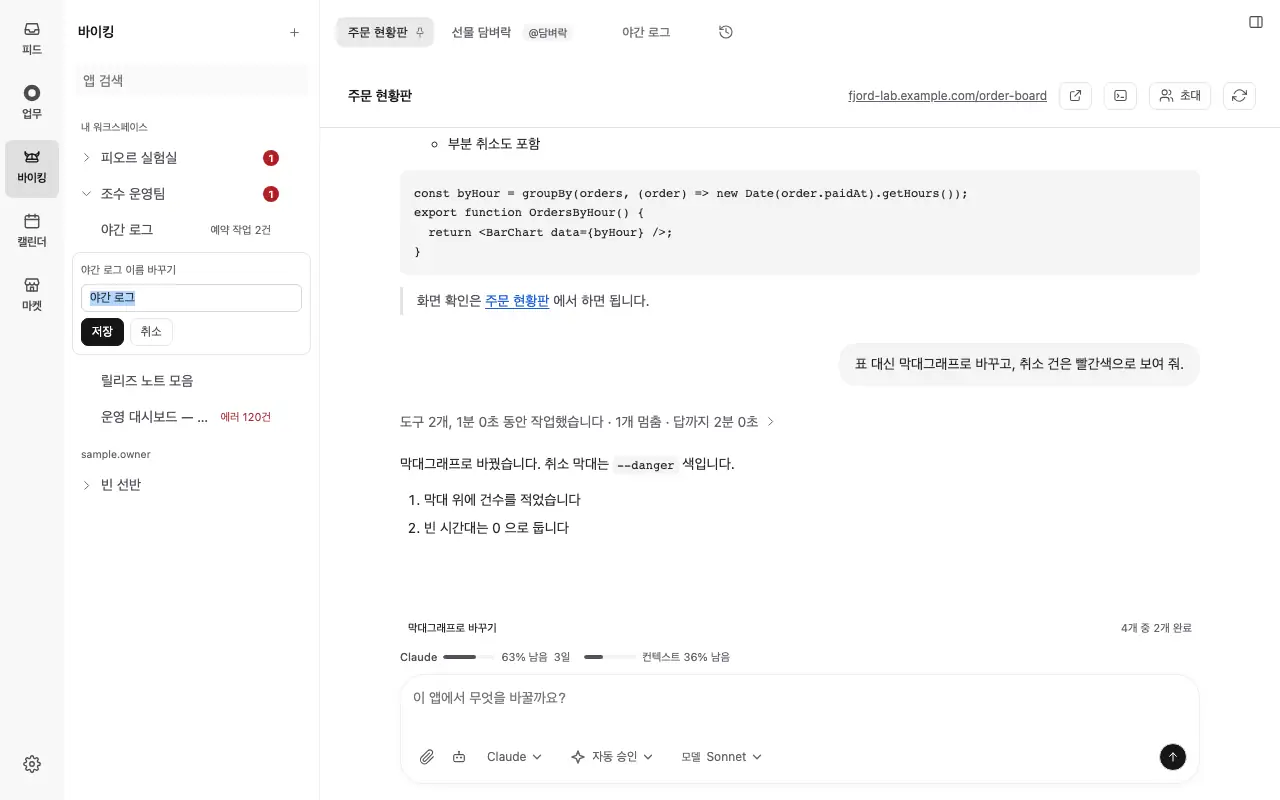 피드
업무
바이킹
캘린더
마켓
바이킹
앱 검색
내 워크스페이스
피오르 실험실 1
조수 운영팀 1
야간 로그 예약 작업 2건
야간 로그 이름 바꾸기
야간 로그
저장 취소
릴리즈 노트 모음
운영 대시보드 — ... 에러 120건
sample.owner
빈 선반
주문 현황판 선물 담벼락 @담벼락 야간 로그
주문 현황판 fjord-lab.example.com/order-board 초대
부분 취소도 포함
const byHour = groupBy(orders, (order) => new Date(order.paidAt).getHours());
export function OrdersByHour() {
  return <BarChart data={byHour} />;
}
화면 확인은 주문 현황판 에서 하면 됩니다.
표 대신 막대그래프로 바꾸고, 취소 건은 빨간색으로 보여 줘.
도구 2개, 1분 0초 동안 작업했습니다 · 1개 멈춤 · 답까지 2분 0초
막대그래프로 바꿨습니다. 취소 막대는 --danger 색입니다.
1. 막대 위에 건수를 적었습니다
2. 빈 시간대는 0 으로 둡니다
막대그래프로 바꾸기 4개 중 2개 완료
Claude 63% 남음 3일 컨텍스트 36% 남음
이 앱에서 무엇을 바꿀까요?
Claude 자동 승인 모델 Sonnet